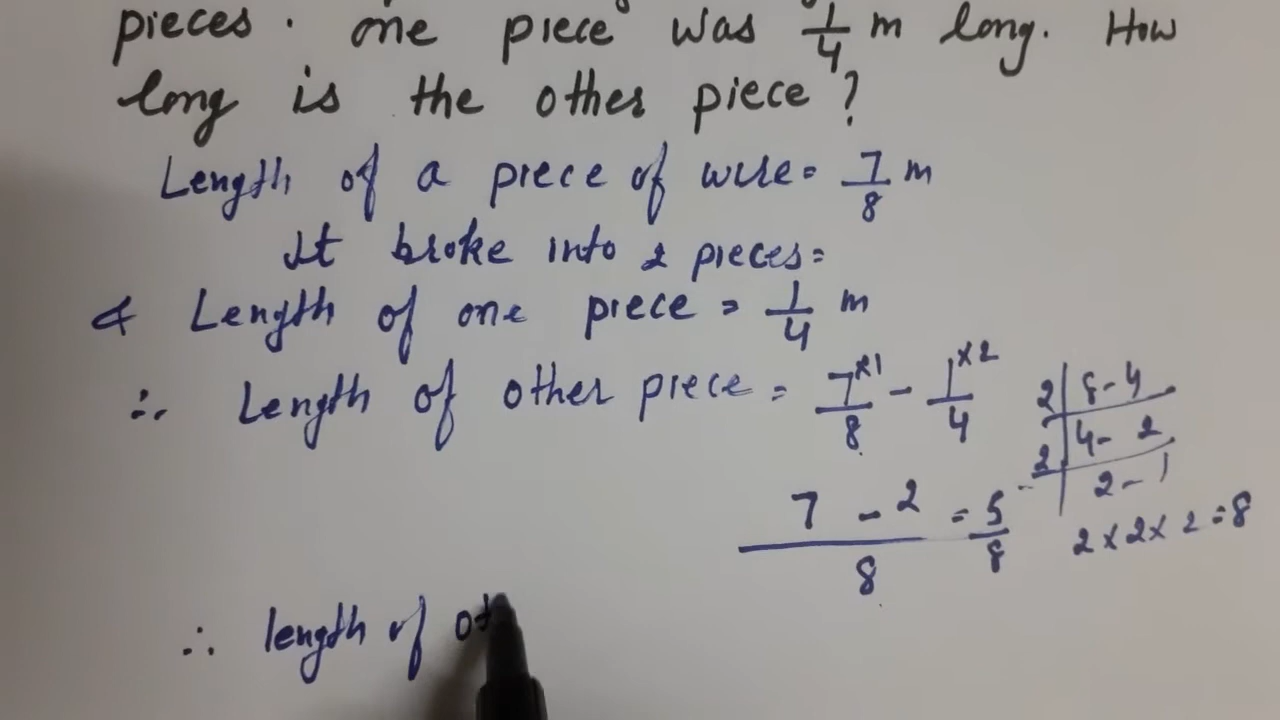 pieces. one piece was 1/4 m long. How
long is the other piece?
Length of a piece of wire = 7/8 m
It broke into 2 pieces =
& Length of one piece = 1/4 m
∴ Length of other piece = 7×1/8 - 1×2/4
2 | 8 - 4
2 | 4 - 2
2 - 1
2 × 2 × 2 = 8
7 - 2/8 = 5/8
∴ length of ot